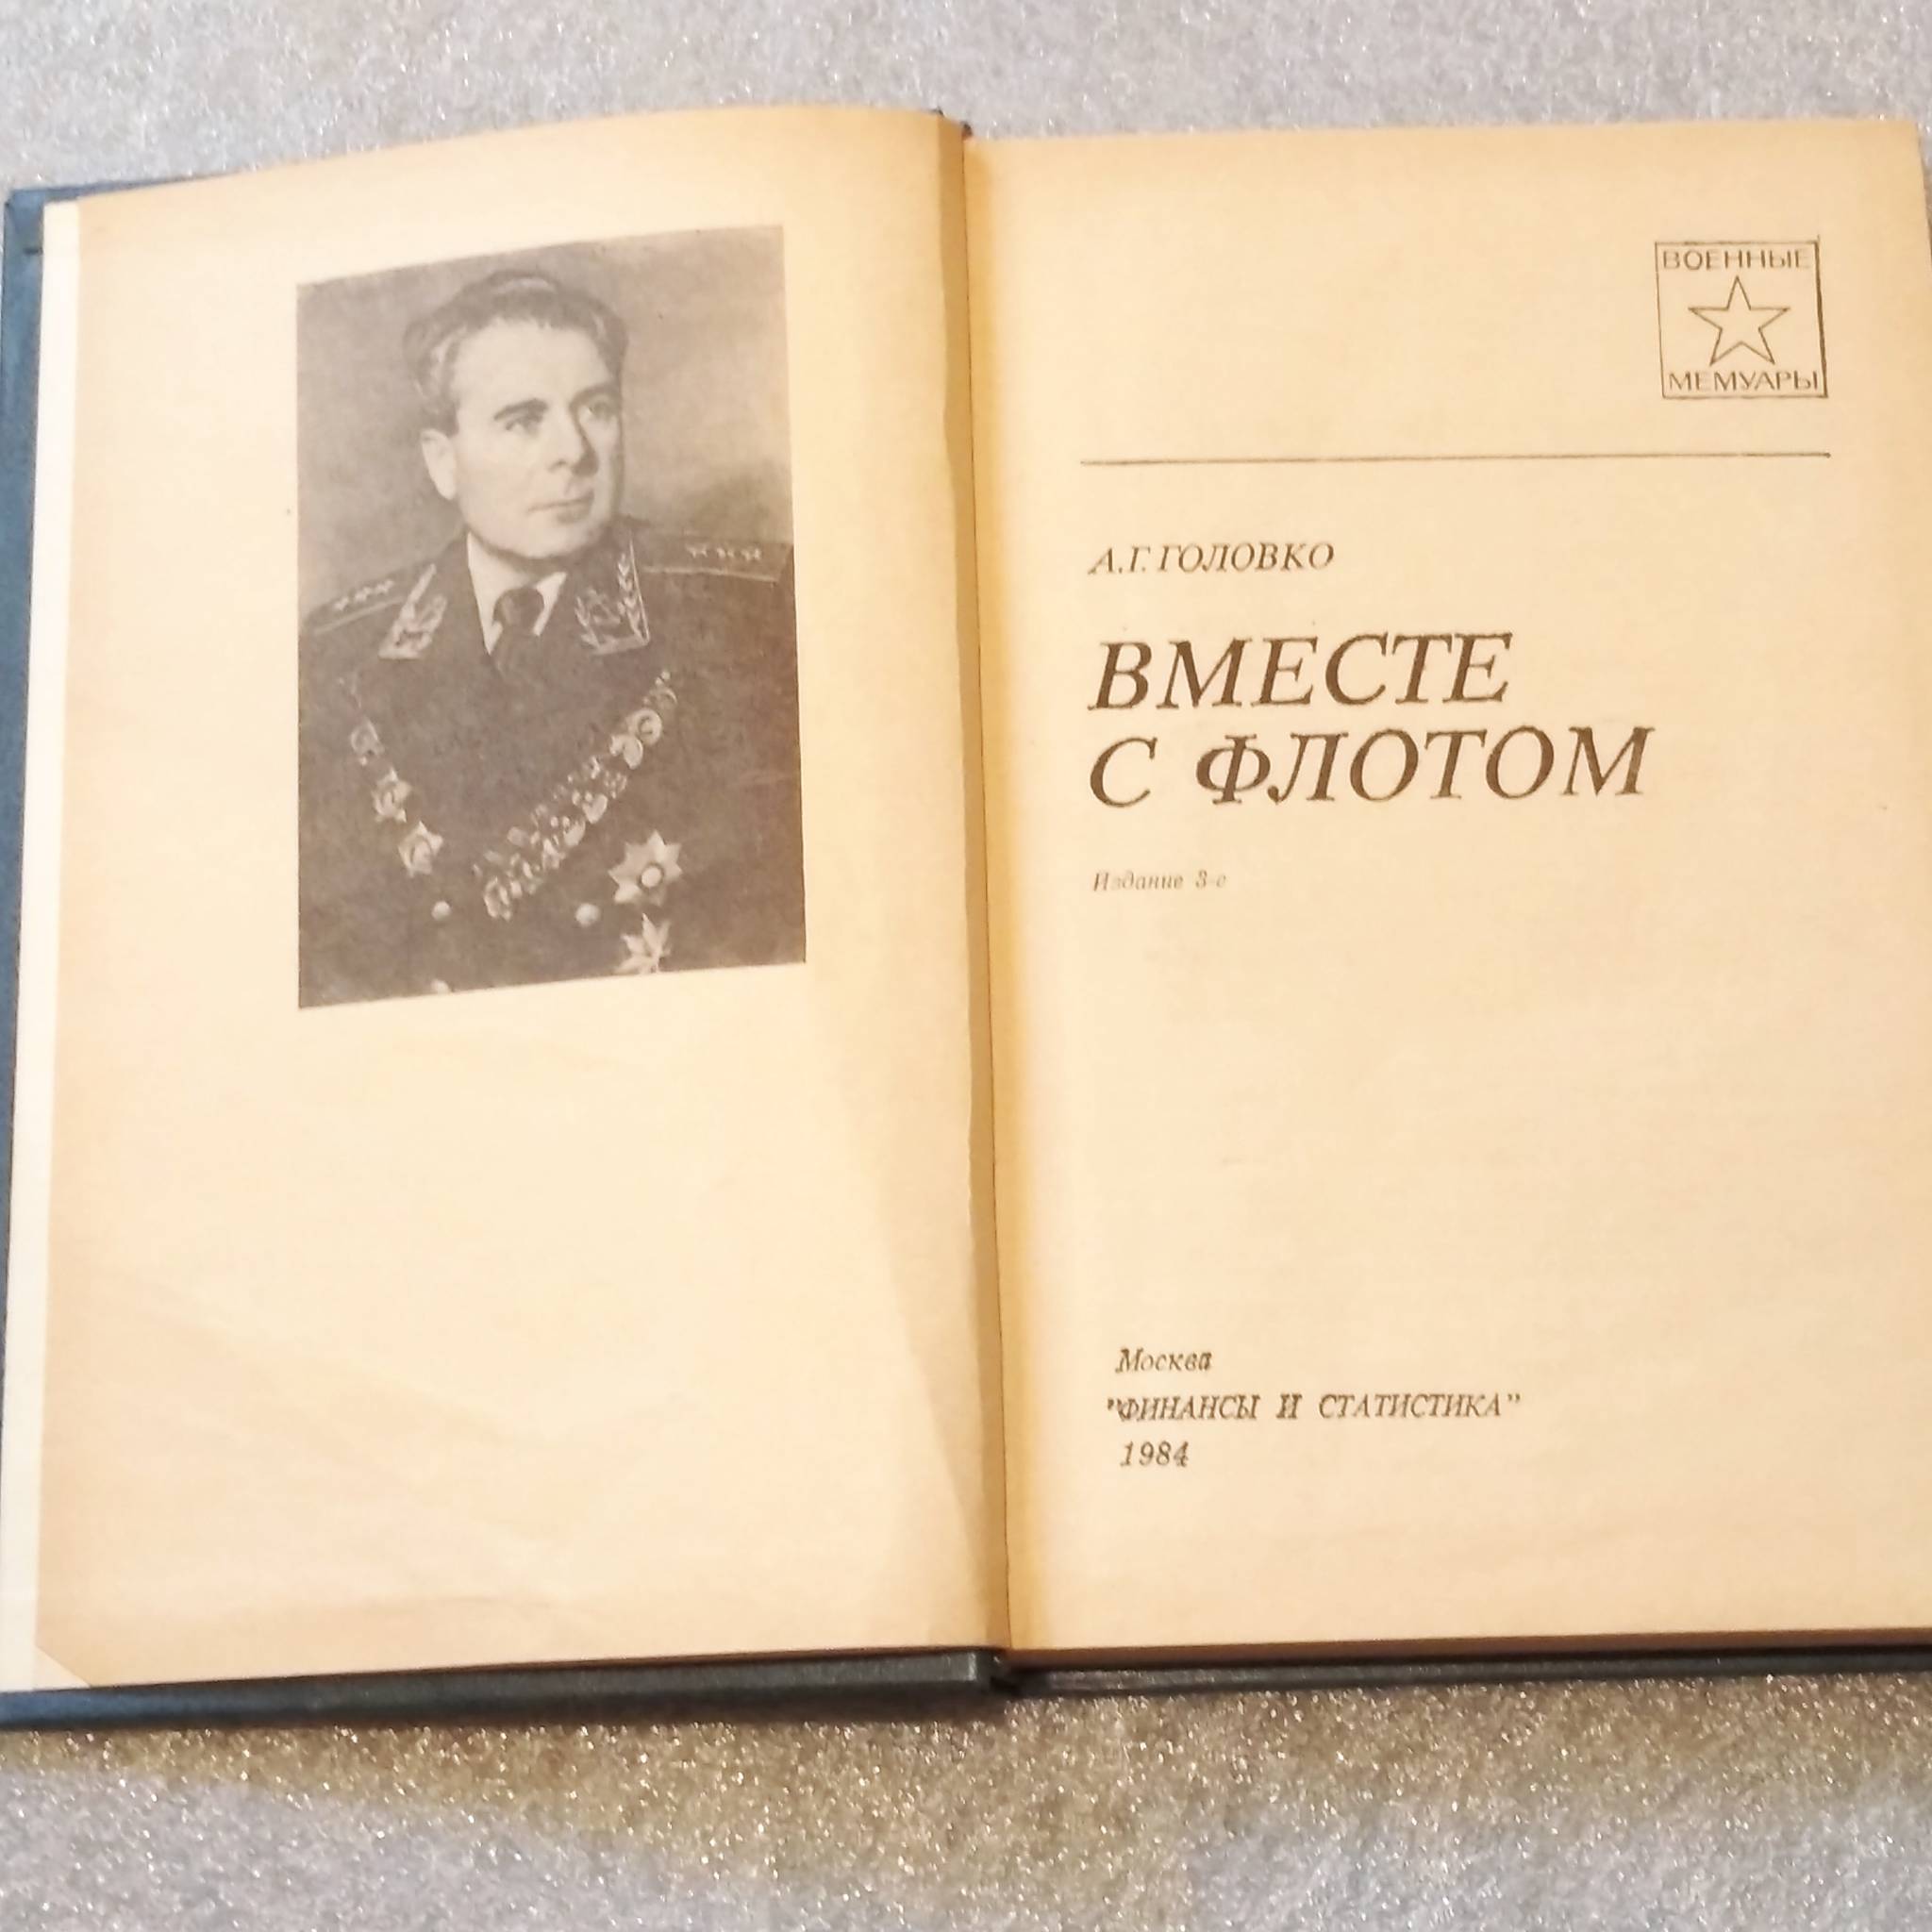 ВОЕННЫЕ
МЕМУАРЫ
А.Г. ГОЛОВКО
ВМЕСТЕ
С ФЛОТОМ
Издание 3-е
Москва
"ФИНАНСЫ И СТАТИСТИКА"
1984